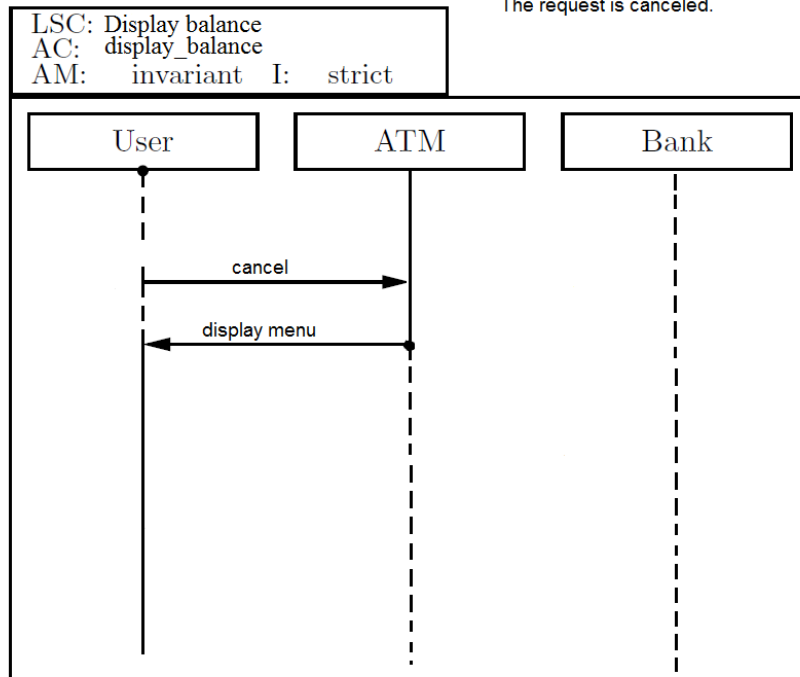 The request is canceled.
LSC: Display balance
AC: display_balance
AM: invariant I: strict
User ATM Bank
cancel
display menu